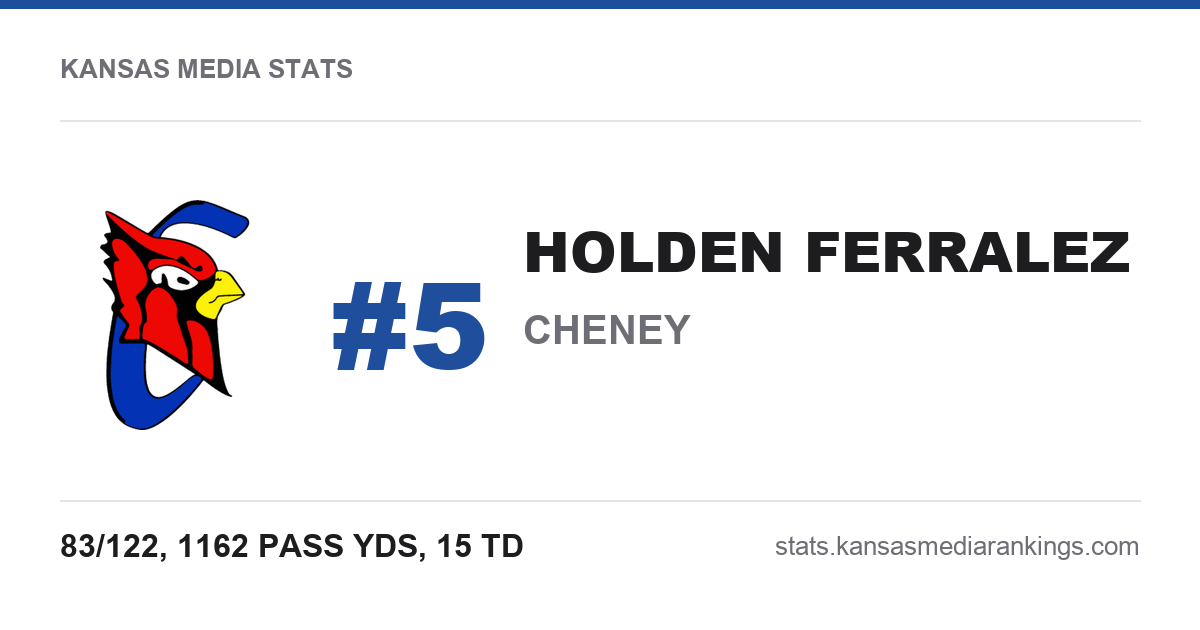 KANSAS MEDIA STATS
#5
HOLDEN FERRALEZ
CHENEY
83/122, 1162 PASS YDS, 15 TD
stats.kansasmediarankings.com